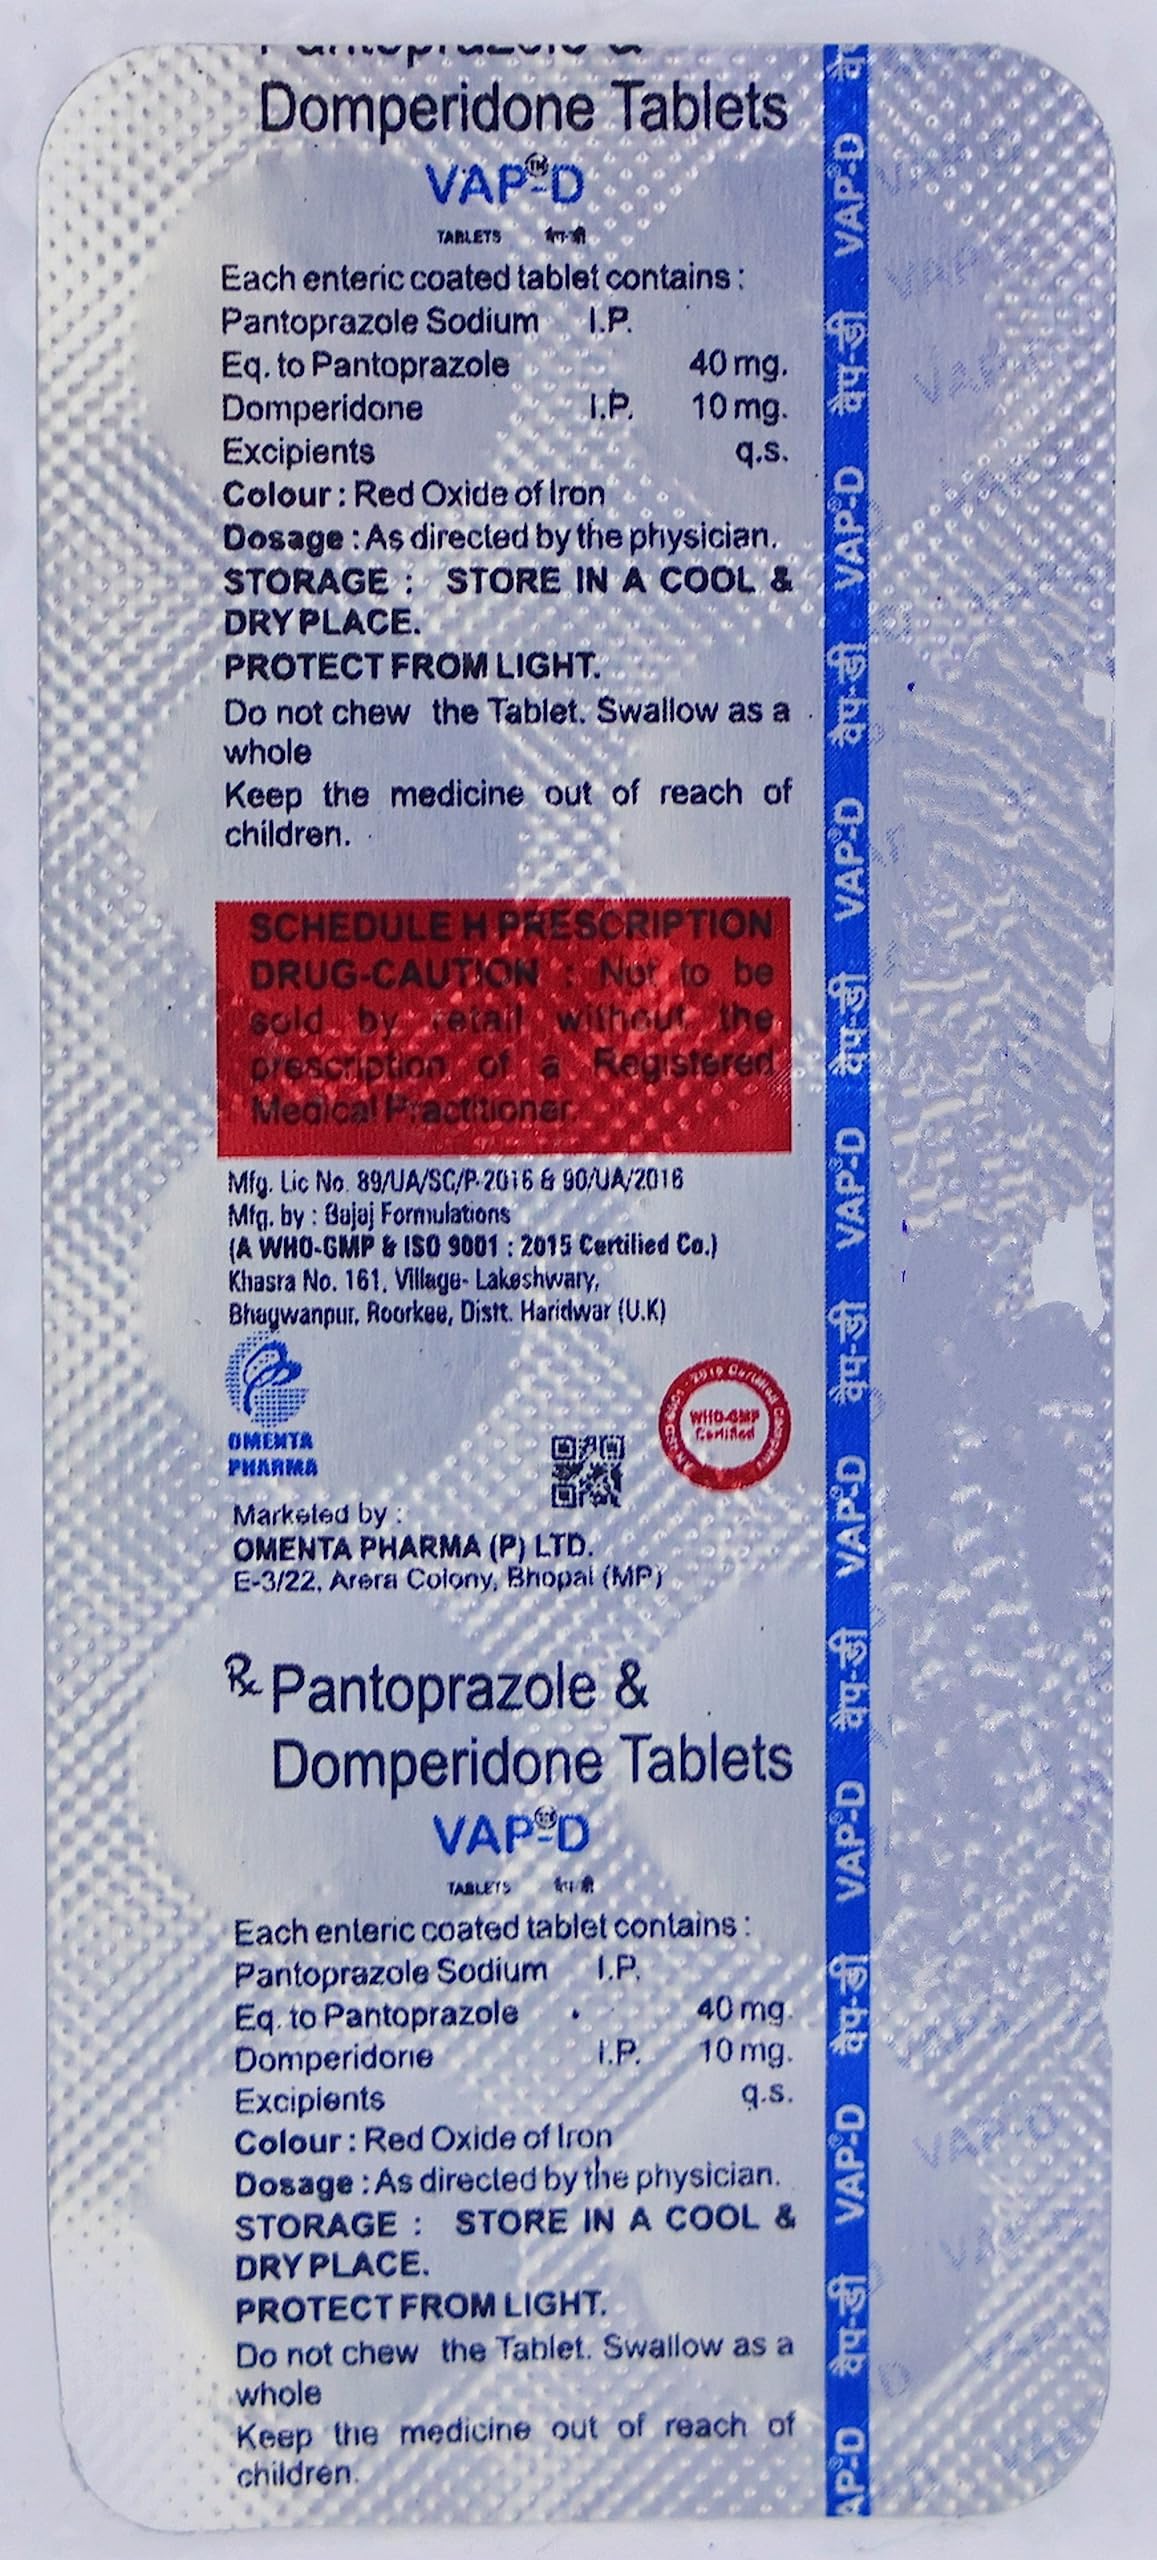 Pantoprazole &
Domperidone Tablets
VAP™-D
TABLETS वैप-डी
Each enteric coated tablet contains :
Pantoprazole Sodium I.P.
Eq. to Pantoprazole 40 mg.
Domperidone I.P. 10 mg.
Excipients q.s.
Colour : Red Oxide of Iron
Dosage : As directed by the physician.
STORAGE : STORE IN A COOL &
DRY PLACE.
PROTECT FROM LIGHT.
Do not chew the Tablet. Swallow as a
whole
Keep the medicine out of reach of
children.
SCHEDULE H PRESCRIPTION
DRUG-CAUTION : Not to be
sold by retail without the
prescription of a Registered
Medical Practitioner.
Mfg. Lic No. 89/UA/SC/P-2016 & 90/UA/2016
Mfg. by : Bajaj Formulations
(A WHO-GMP & ISO 9001 : 2015 Certified Co.)
Khasra No. 161, Village- Lakeshwary,
Bhagwanpur, Roorkee, Distt. Haridwar (U.K)
OMENTA
PHARMA
WHO-GMP
Certified
Marketed by :
OMENTA PHARMA (P) LTD.
E-3/22, Arera Colony, Bhopal (MP)
Rx Pantoprazole &
Domperidone Tablets
VAP-D
TABLETS वैप-डी
Each enteric coated tablet contains :
Pantoprazole Sodium I.P.
Eq. to Pantoprazole 40 mg.
Domperidone I.P. 10 mg.
Excipients q.s.
Colour : Red Oxide of Iron
Dosage : As directed by the physician.
STORAGE : STORE IN A COOL &
DRY PLACE.
PROTECT FROM LIGHT.
Do not chew the Tablet. Swallow as a
whole
Keep the medicine out of reach of
children.
AP®-D वैप-डी VAP®-D वैप-डी VAP®-D वैप-डी VAP®-D वैप-डी VAP®-D वैप-डी VAP®-D वैप-डी VAP®-D वैप-डी VAP®-D वै